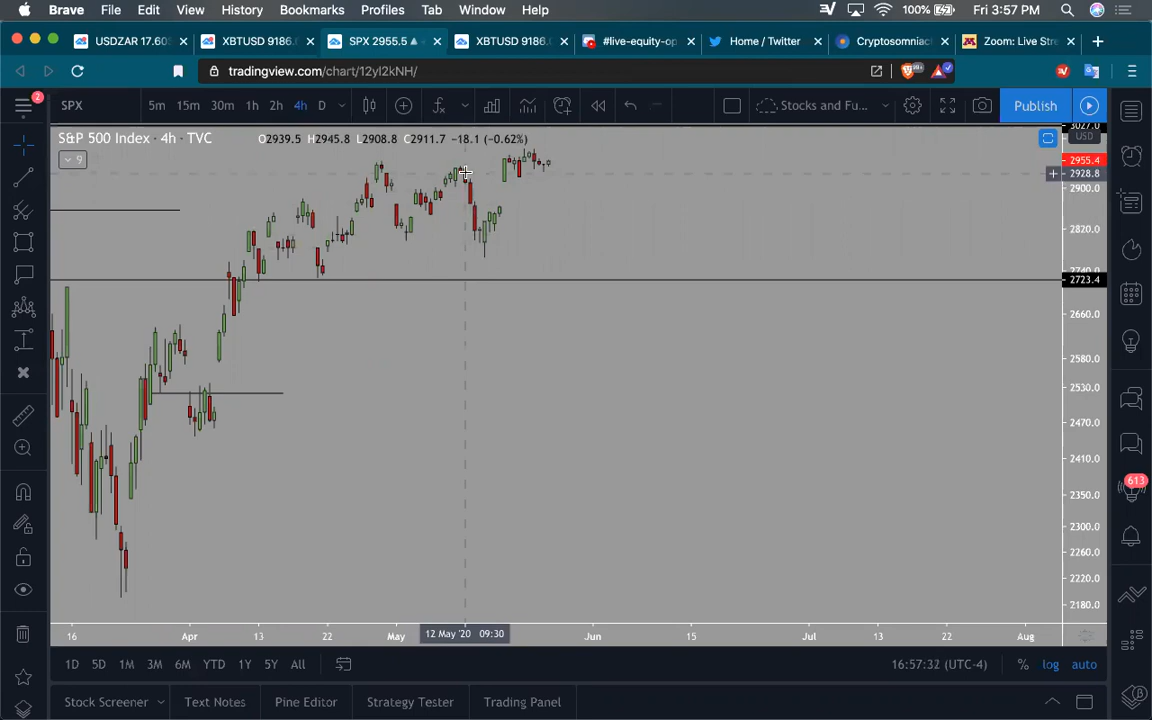 Brave File Edit View History Bookmarks Profiles Tab Window Help 100% Fri 3:57 PM
USDZAR 17.603 XBTUSD 9186. SPX 2955.5 ▲ XBTUSD 9186. #live-equity-op Home / Twitter Cryptosomniac Zoom: Live Stre
tradingview.com/chart/12yl2kNH/
2 SPX 5m 15m 30m 1h 2h 4h D Stocks and Fu... Publish
S&P 500 Index · 4h · TVC O2939.5 H2945.8 L2908.8 C2911.7 −18.1 (−0.62%)
9
3027.0
USD
2955.4
2928.8
2900.0
2820.0
2740.0
2723.4
2660.0
2580.0
2530.0
2470.0
2410.0
2350.0
2300.0
2260.0
2220.0
2180.0
613
16 Apr 13 22 May 12 May '20 09:30 Jun 15 Jul 13 22 Aug
1D 5D 1M 3M 6M YTD 1Y 5Y All 16:57:32 (UTC-4) % log auto
Stock Screener Text Notes Pine Editor Strategy Tester Trading Panel